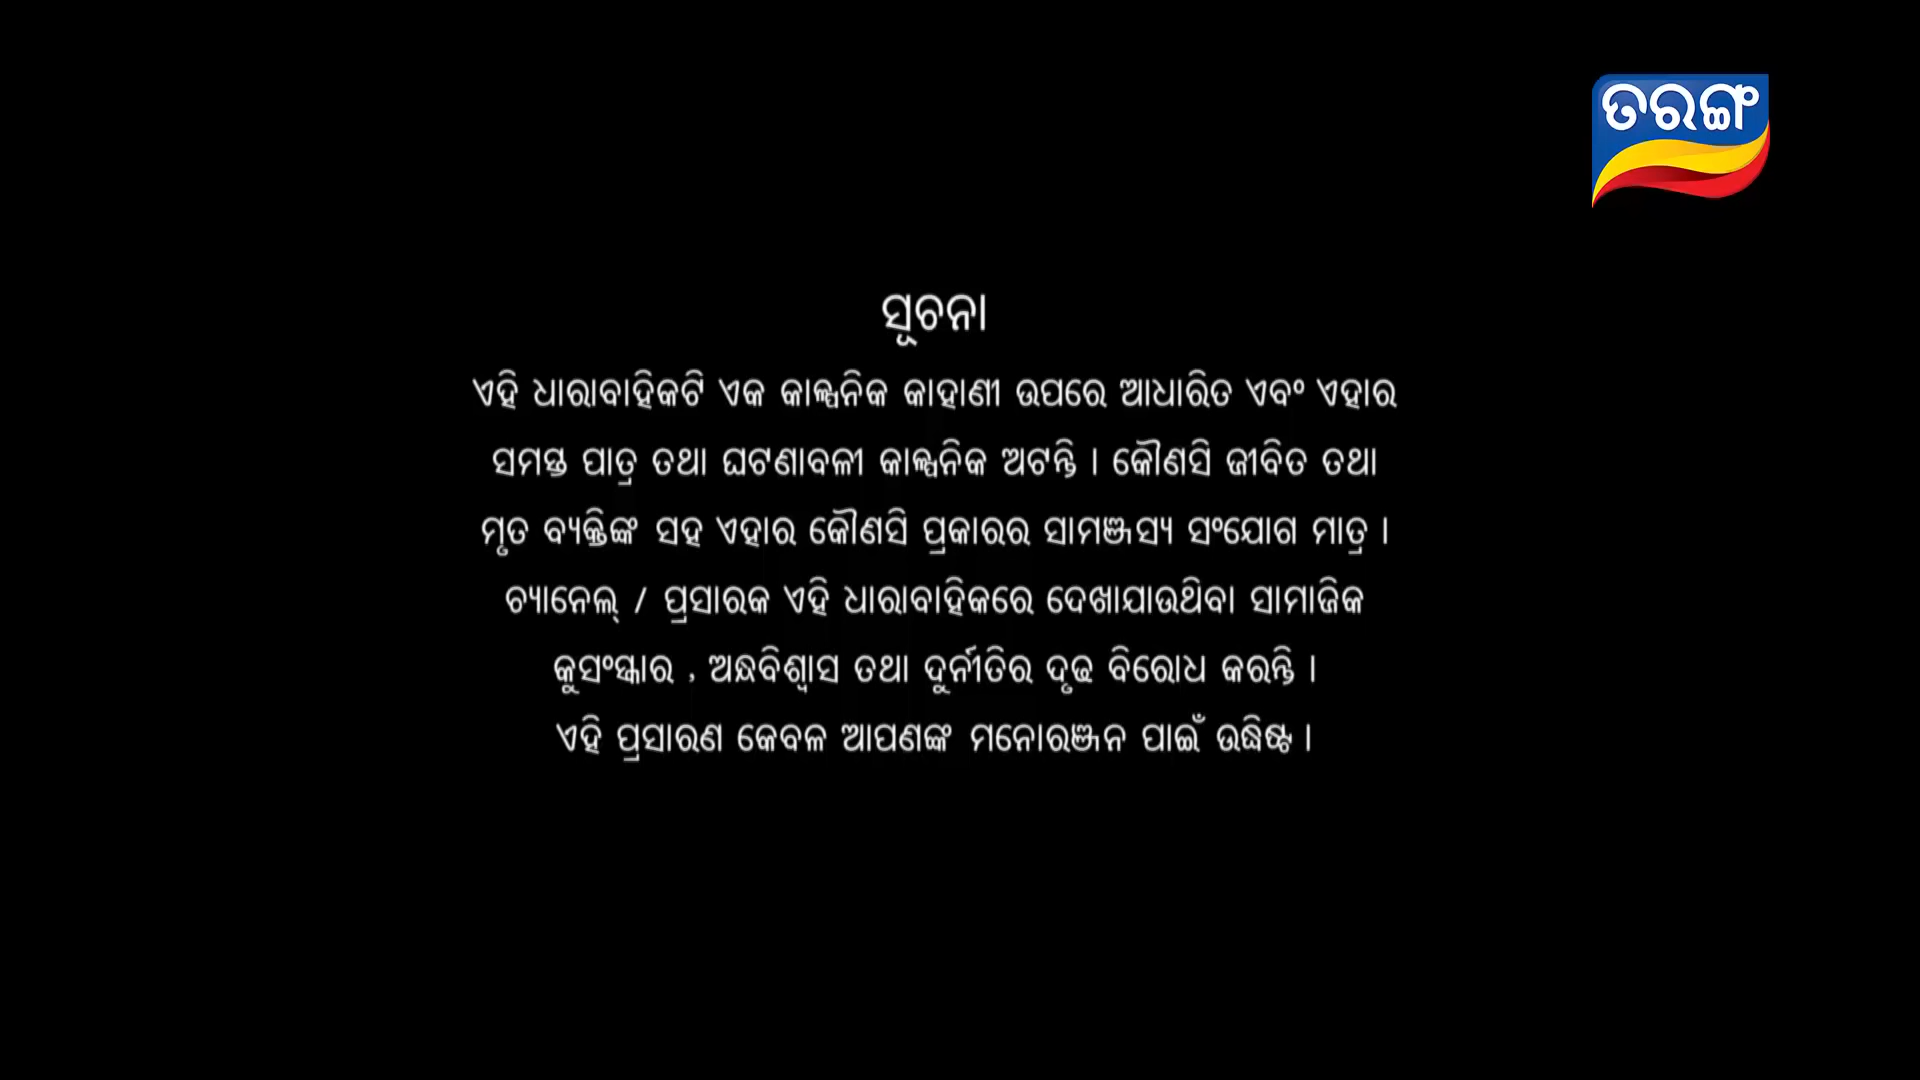 ତରଙ୍ଗ
ସୂଚନା
ଏହି ଧାରାବାହିକଟି ଏକ କାଳ୍ପନିକ କାହାଣୀ ଉପରେ ଆଧାରିତ ଏବଂ ଏହାର
ସମସ୍ତ ପାତ୍ର ତଥା ଘଟଣାବଳୀ କାଳ୍ପନିକ ଅଟନ୍ତି । କୌଣସି ଜୀବିତ ତଥା
ମୃତ ବ୍ୟକ୍ତିଙ୍କ ସହ ଏହାର କୌଣସି ପ୍ରକାରର ସାମଞ୍ଜସ୍ୟ ସଂଯୋଗ ମାତ୍ର ।
ଚ୍ୟାନେଲ୍ / ପ୍ରସାରକ ଏହି ଧାରାବାହିକରେ ଦେଖାଯାଉଥିବା ସାମାଜିକ
କୁସଂସ୍କାର , ଅନ୍ଧବିଶ୍ୱାସ ତଥା ଦୁର୍ନୀତିର ଦୃଢ ବିରୋଧ କରନ୍ତି ।
ଏହି ପ୍ରସାରଣ କେବଳ ଆପଣଙ୍କ ମନୋରଞ୍ଜନ ପାଇଁ ଉଦ୍ଧିଷ୍ଟ ।